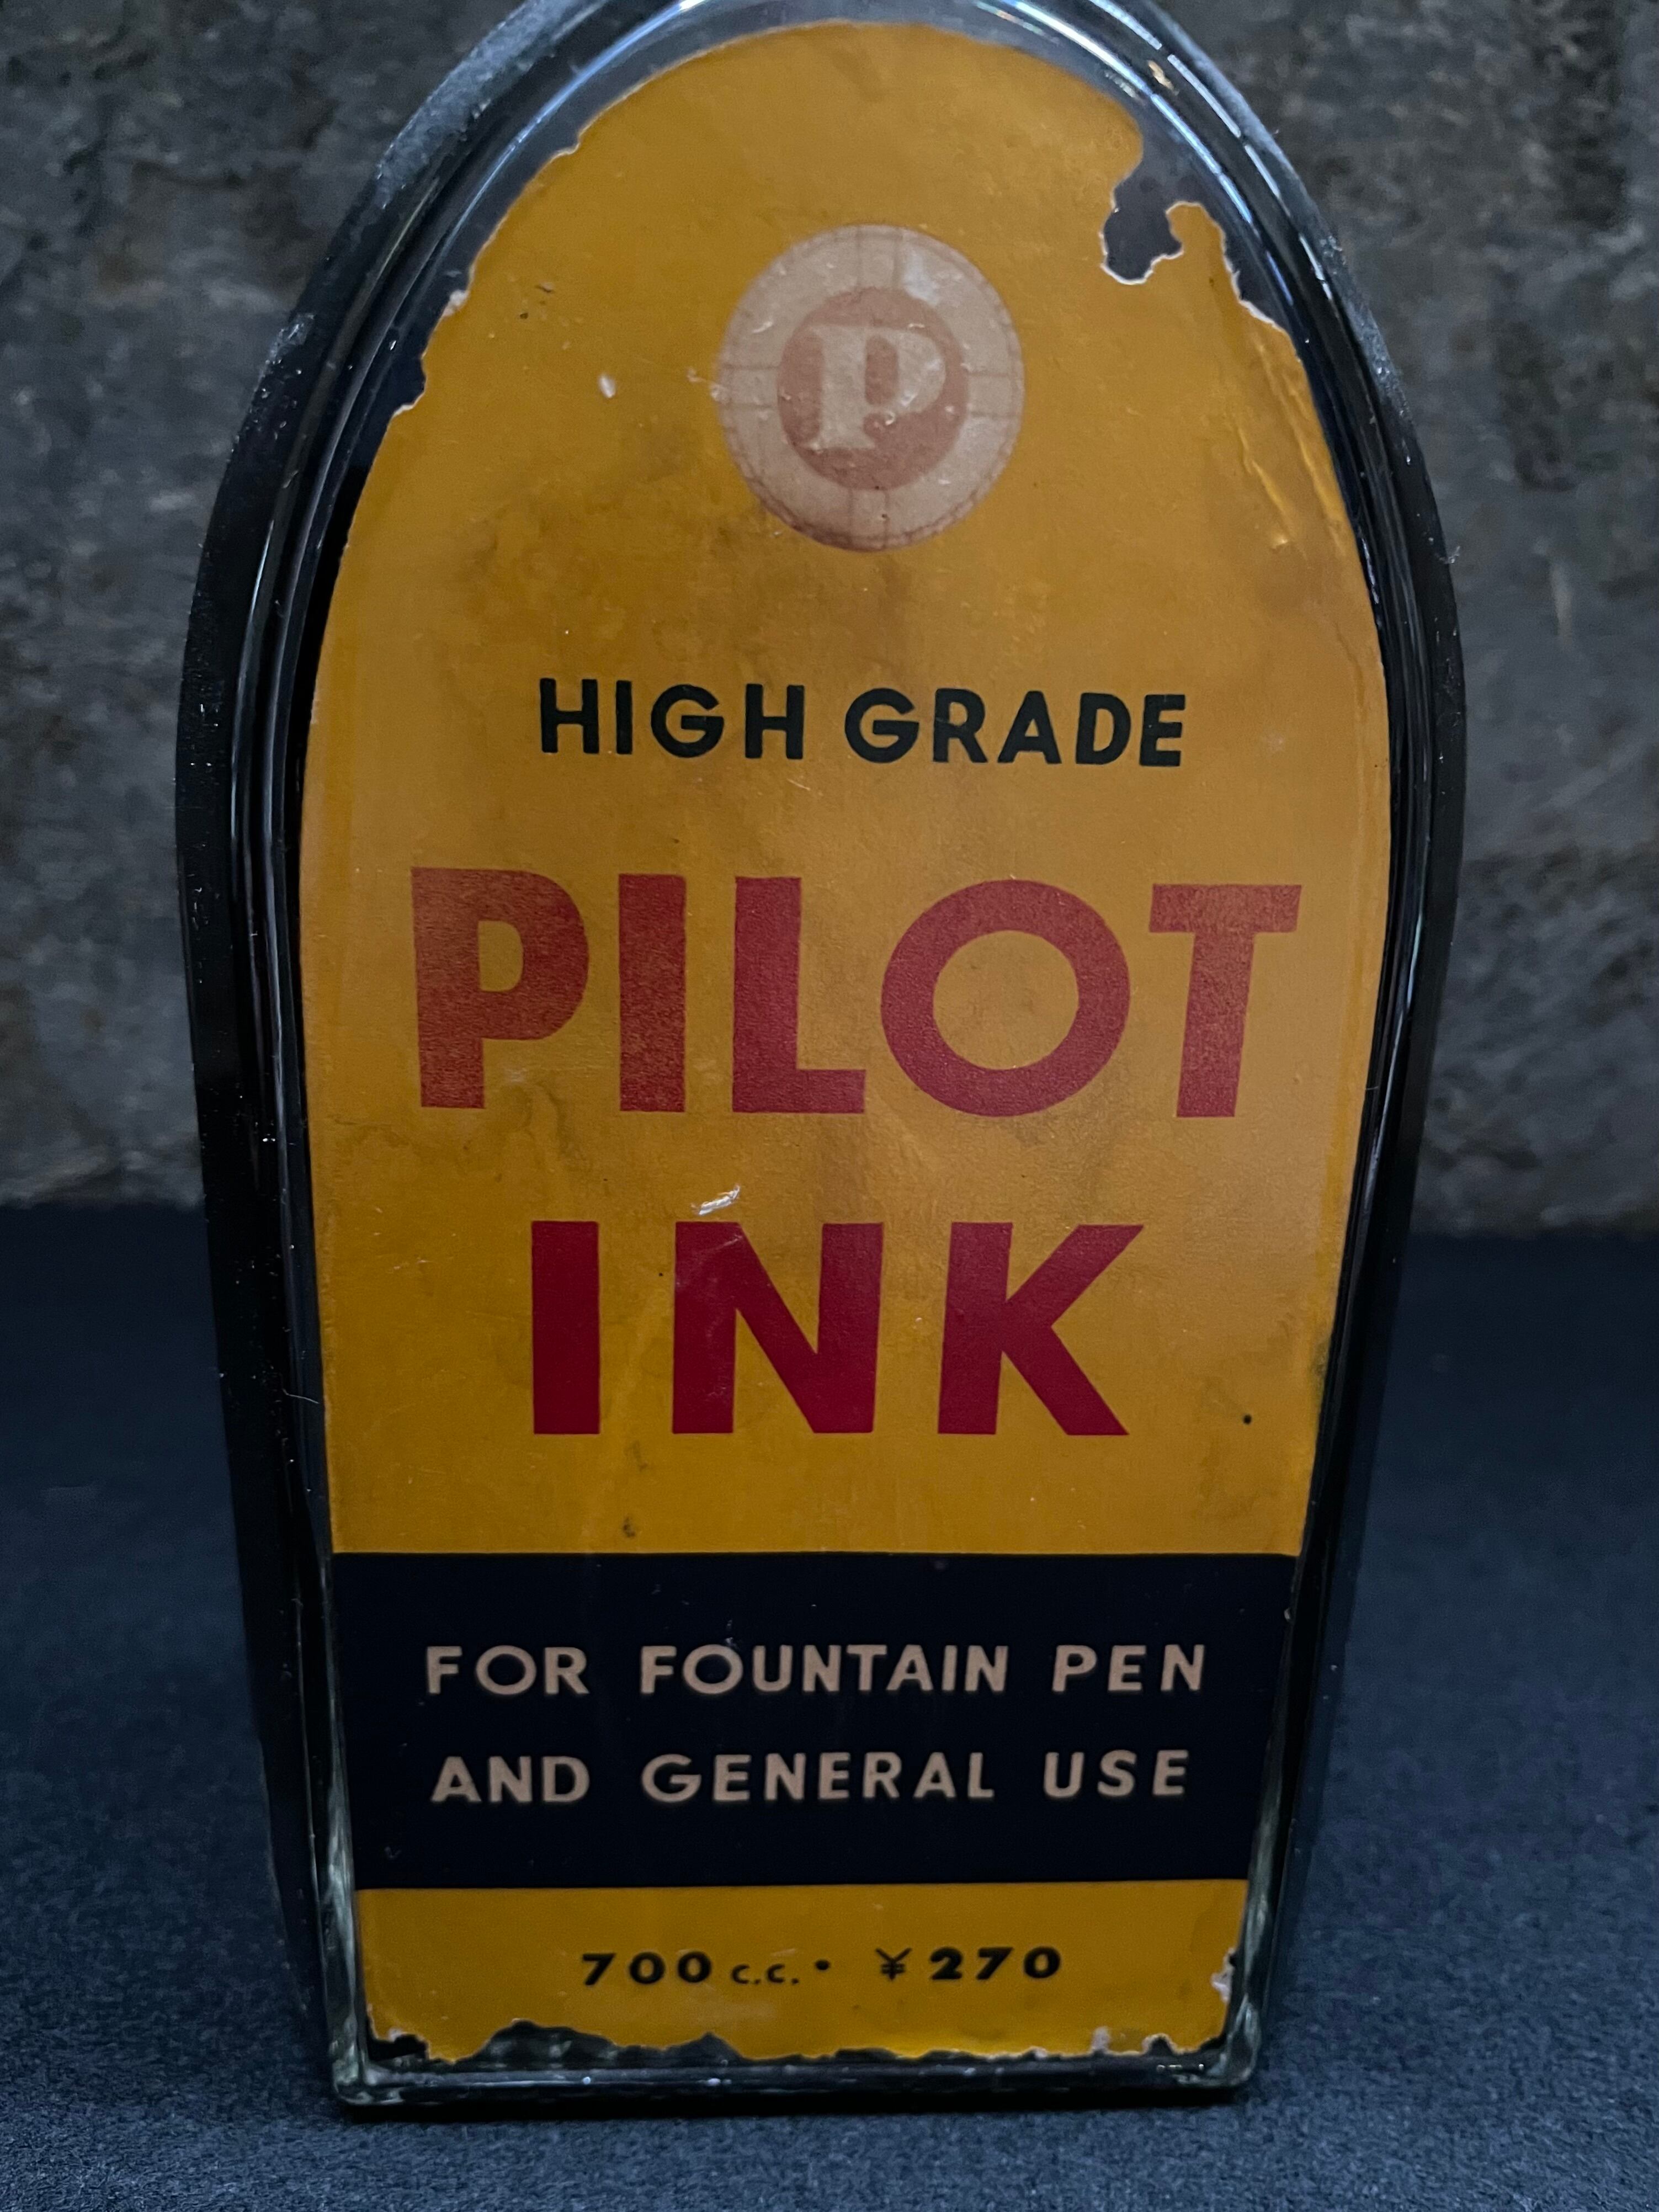 P
HIGH GRADE
PILOT
INK
FOR FOUNTAIN PEN
AND GENERAL USE
700 c.c. • ¥270